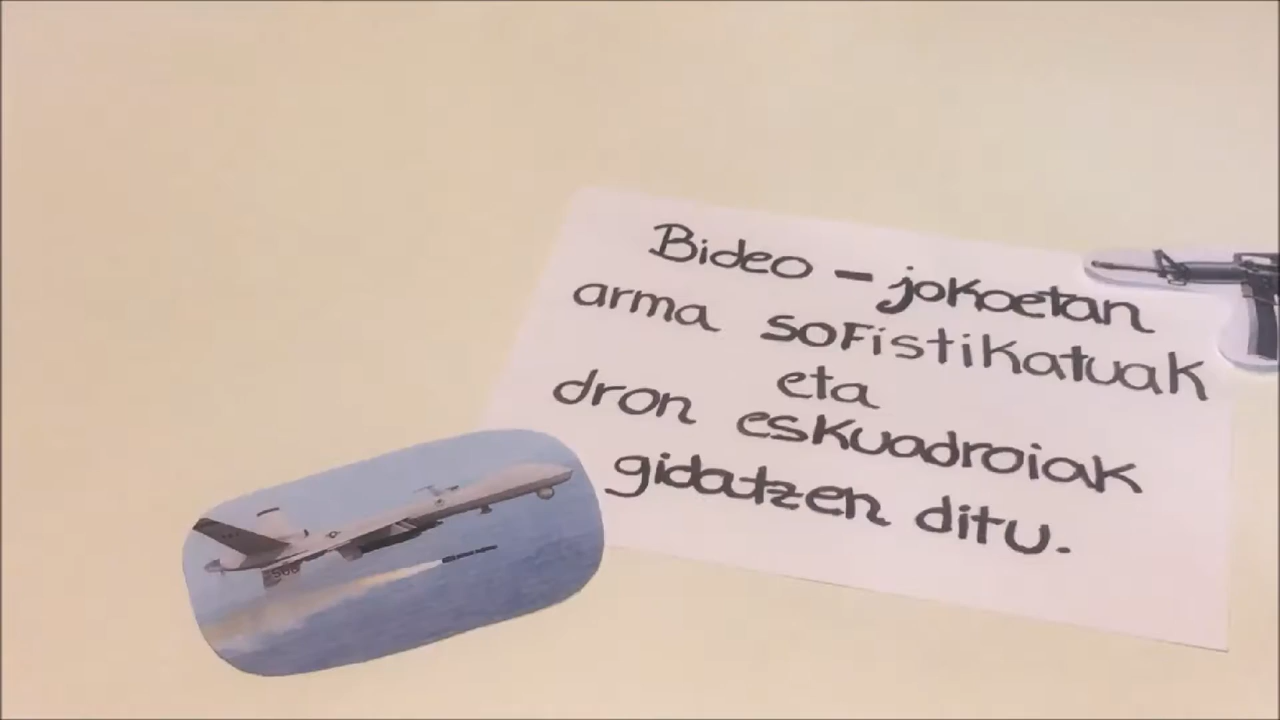 Bideo - jokoetan
arma sofistikatuak
eta
dron eskuadroiak
gidatzen ditu.